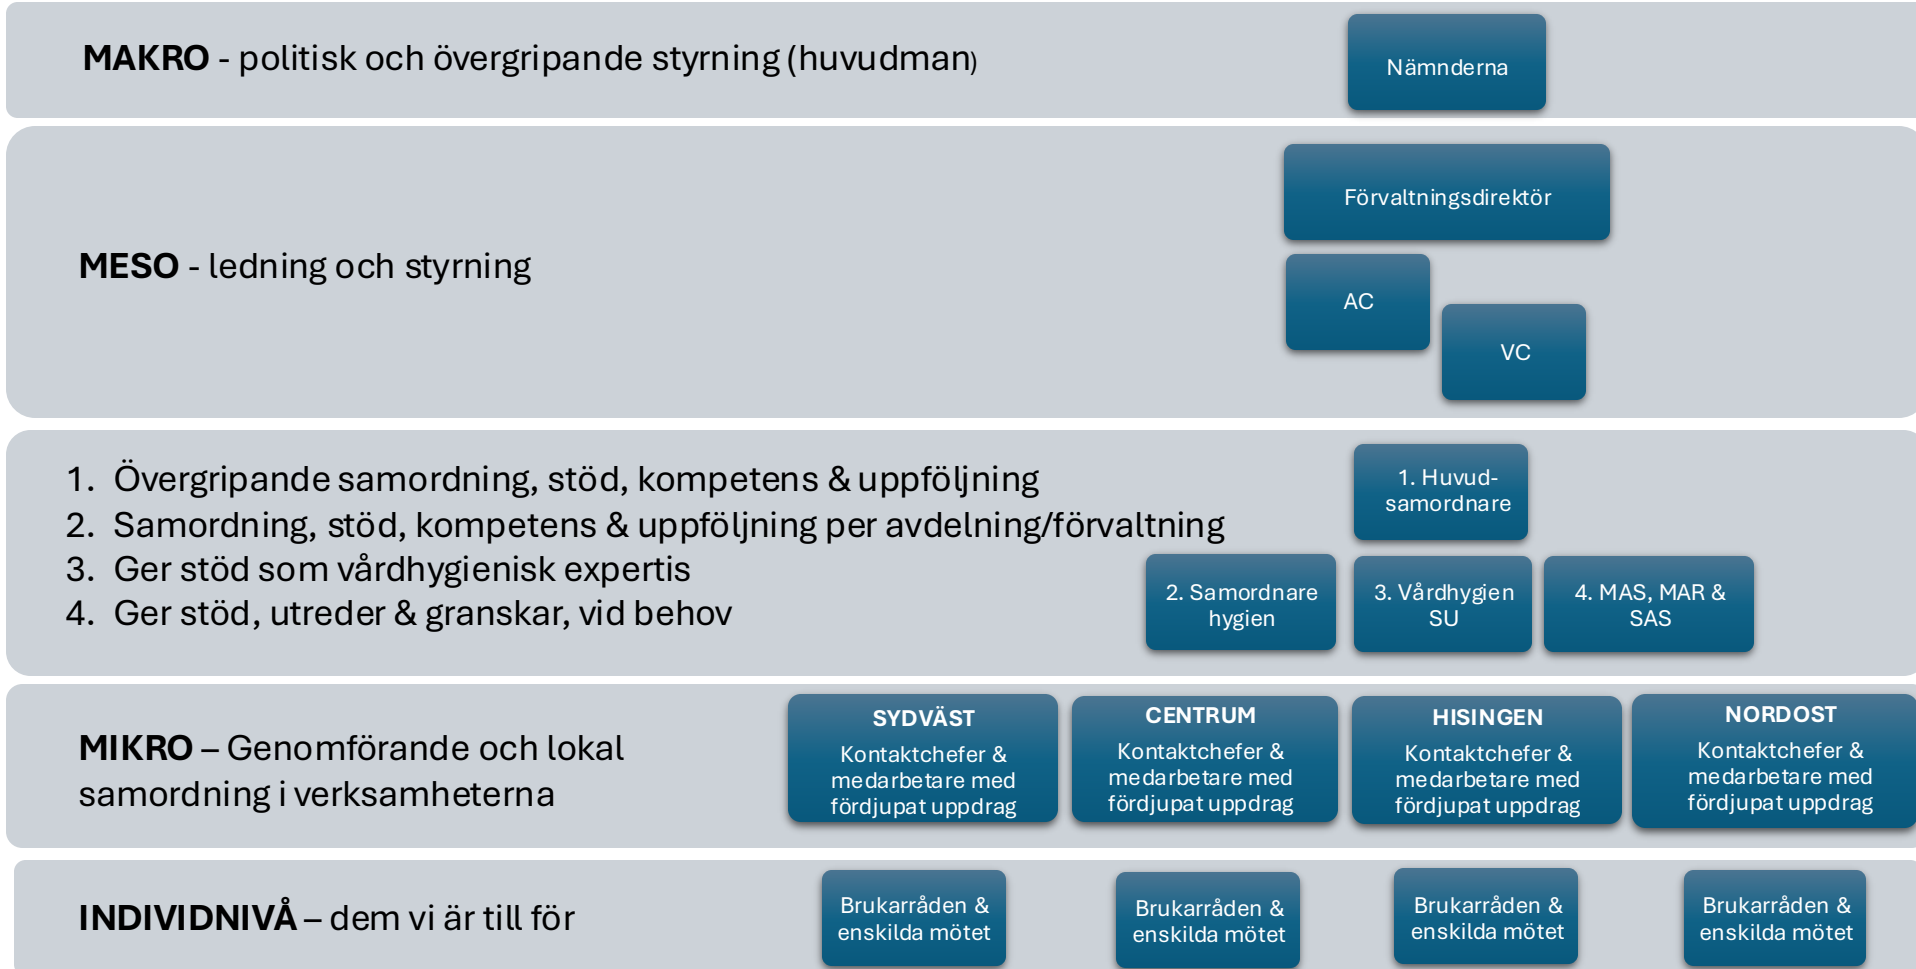 MAKRO - politisk och övergripande styrning (huvudman)
Nämnderna
MESO - ledning och styrning
Förvaltningsdirektör
AC
VC
1. Övergripande samordning, stöd, kompetens & uppföljning
2. Samordning, stöd, kompetens & uppföljning per avdelning/förvaltning
3. Ger stöd som vårdhygienisk expertis
4. Ger stöd, utreder & granskar, vid behov
1. Huvud-
samordnare
2. Samordnare
hygien
3. Vårdhygien
SU
4. MAS, MAR &
SAS
MIKRO – Genomförande och lokal
samordning i verksamheterna
SYDVÄST
Kontaktchefer &
medarbetare med
fördjupat uppdrag
CENTRUM
Kontaktchefer &
medarbetare med
fördjupat uppdrag
HISINGEN
Kontaktchefer &
medarbetare med
fördjupat uppdrag
NORDOST
Kontaktchefer &
medarbetare med
fördjupat uppdrag
INDIVIDNIVÅ – dem vi är till för
Brukarråden &
enskilda mötet
Brukarråden &
enskilda mötet
Brukarråden &
enskilda mötet
Brukarråden &
enskilda mötet